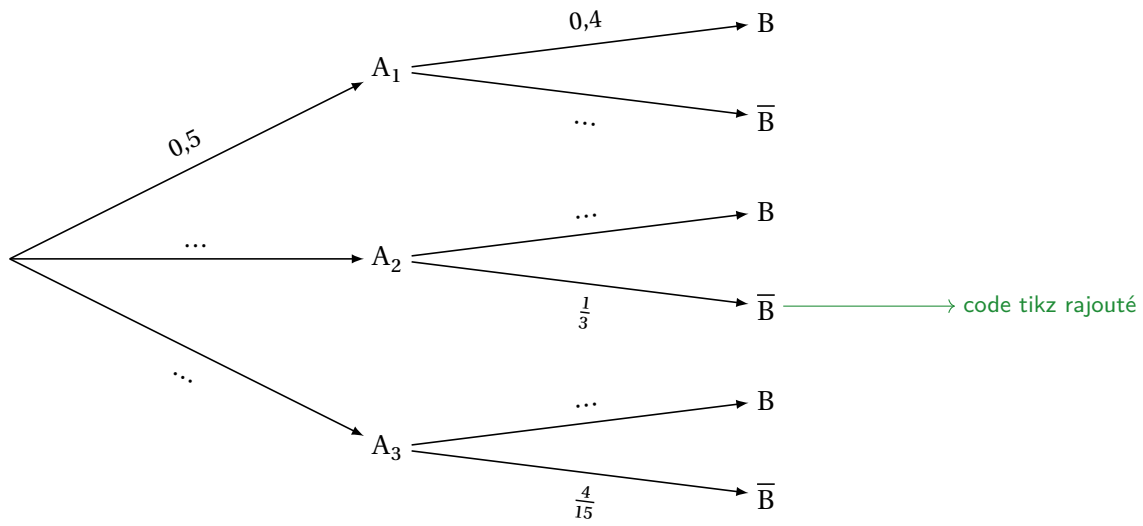 0,4
B
A₁
...
B̅
0,5
...
B
...
A₂
1/3
B̅
code tikz rajouté
...
...
B
A₃
4/15
B̅